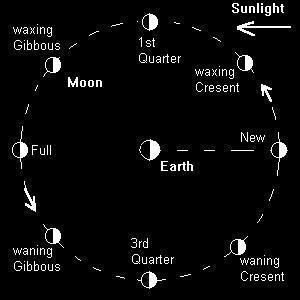 Sunlight
waxing
Gibbous
1st
Quarter
waxing
Cresent
Moon
New
Full
Earth
waning
Gibbous
3rd
Quarter
waning
Cresent